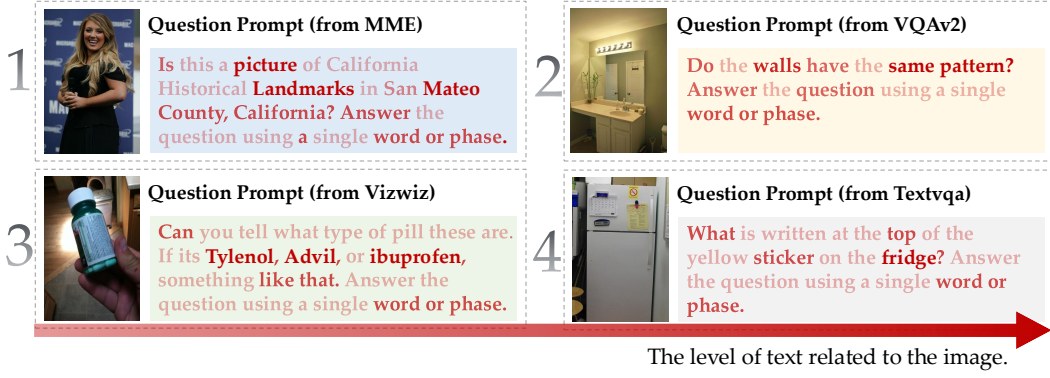 1
Question Prompt (from MME)
Is this a picture of California
Historical Landmarks in San Mateo
County, California? Answer the
question using a single word or phase.
2
Question Prompt (from VQAv2)
Do the walls have the same pattern?
Answer the question using a single
word or phase.
3
Question Prompt (from Vizwiz)
Can you tell what type of pill these are.
If its Tylenol, Advil, or ibuprofen,
something like that. Answer the
question using a single word or phase.
4
Question Prompt (from Textvqa)
What is written at the top of the
yellow sticker on the fridge? Answer
the question using a single word or
phase.
The level of text related to the image.